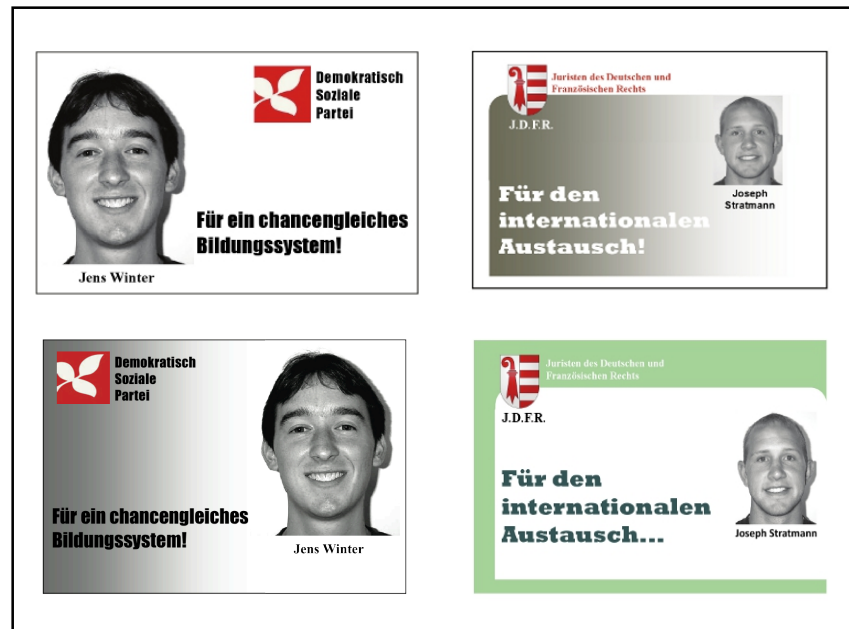 Demokratisch
Soziale
Partei
Für ein chancengleiches
Bildungssystem!
Jens Winter
Juristen des Deutschen und
Französischen Rechts
J.D.F.R.
Joseph
Stratmann
Für den
internationalen
Austausch!
Demokratisch
Soziale
Partei
Für ein chancengleiches
Bildungssystem!
Jens Winter
Juristen des Deutschen und
Französischen Rechts
J.D.F.R.
Für den
internationalen
Austausch...
Joseph Stratmann